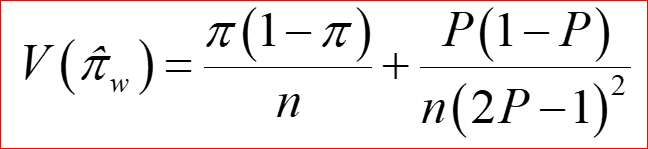 V(π̂_w) = π(1−π)/n + P(1−P)/n(2P−1)²